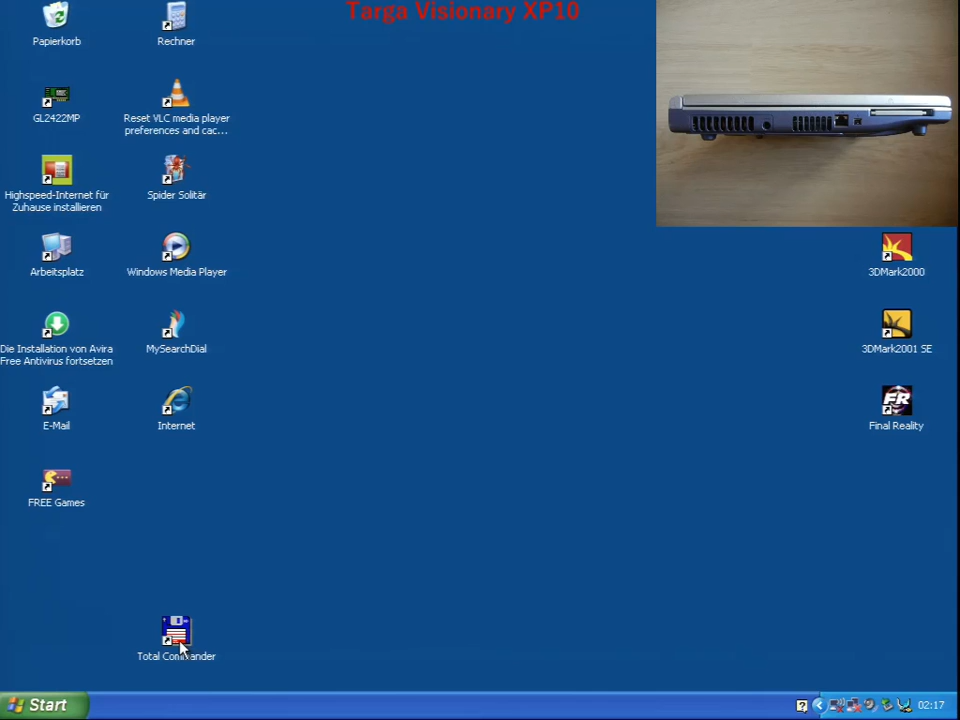 Targa Visionary XP10
Papierkorb
Rechner
GL2422MP
Reset VLC media player
preferences and cac...
Highspeed-Internet für
Zuhause installieren
Spider Solitär
Arbeitsplatz
Windows Media Player
3DMark2000
Die Installation von Avira
Free Antivirus fortsetzen
MySearchDial
3DMark2001 SE
E-Mail
Internet
FR
Final Reality
FREE Games
Total Commander
Start
02:17